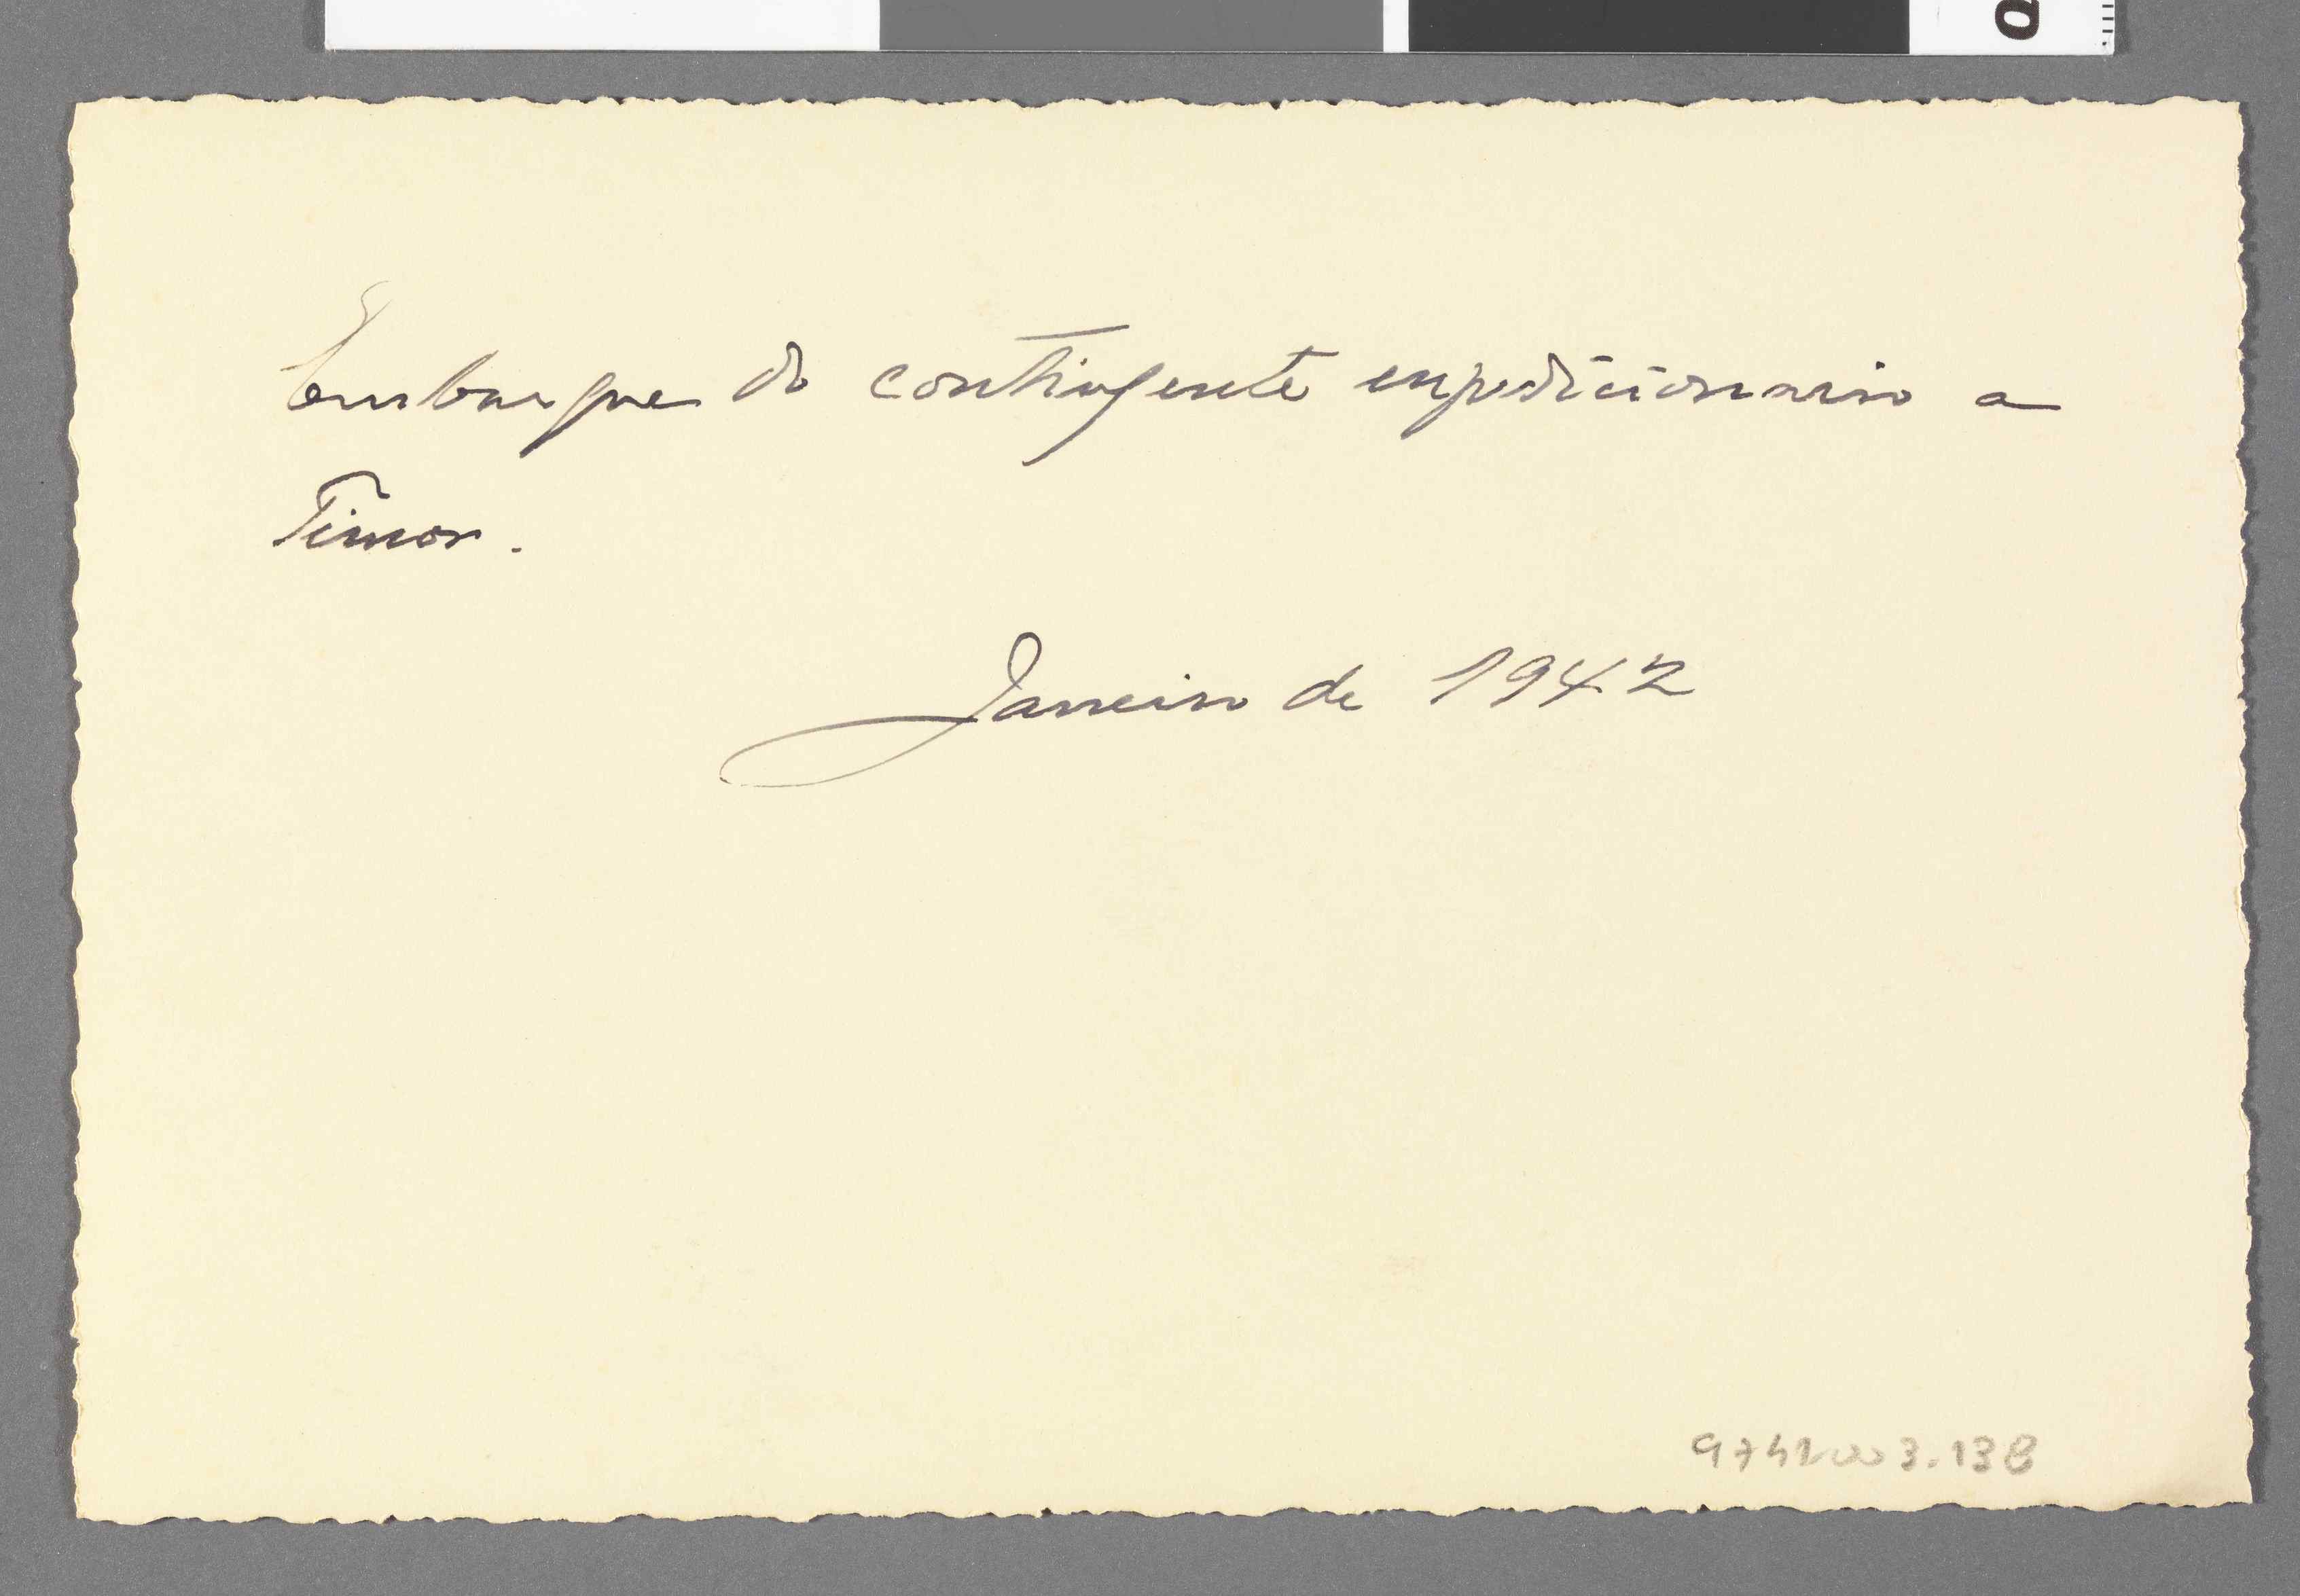 Embarque do contingente expedicionario a
Timor.
Janeiro de 1942